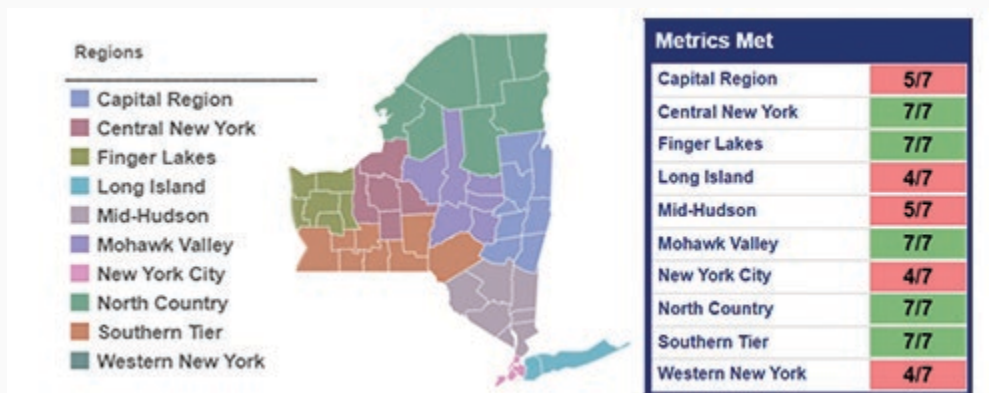 Regions
Capital Region
Central New York
Finger Lakes
Long Island
Mid-Hudson
Mohawk Valley
New York City
North Country
Southern Tier
Western New York
Metrics Met
Capital Region 5/7
Central New York 7/7
Finger Lakes 7/7
Long Island 4/7
Mid-Hudson 5/7
Mohawk Valley 7/7
New York City 4/7
North Country 7/7
Southern Tier 7/7
Western New York 4/7